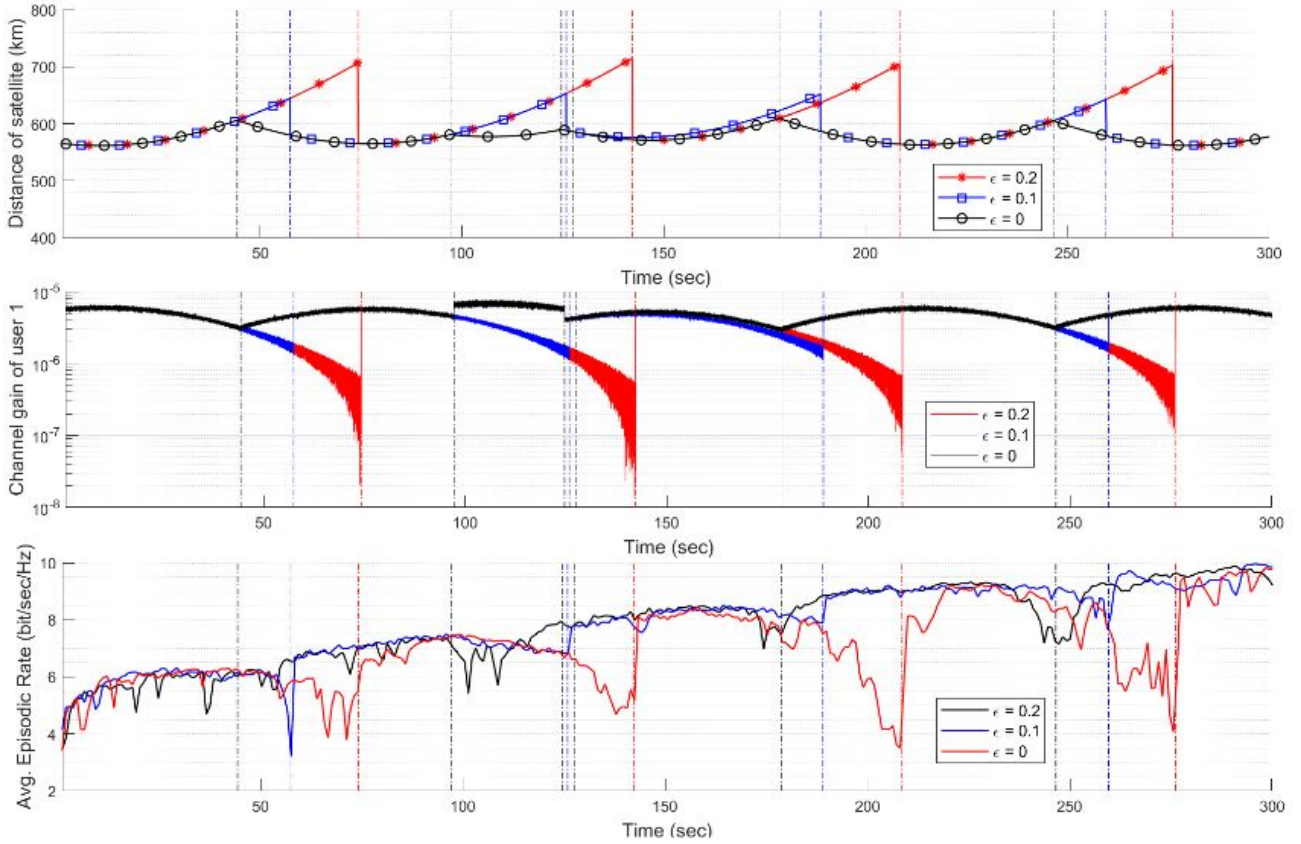 Distance of satellite (km)
800
700
600
500
400
ϵ = 0.2
ϵ = 0.1
ϵ = 0
50
100
150
200
250
300
Time (sec)
Channel gain of user 1
10^-5
10^-6
10^-7
10^-8
ϵ = 0.2
ϵ = 0.1
ϵ = 0
50
100
150
200
250
300
Time (sec)
Avg. Episodic Rate (bit/sec/Hz)
10
8
6
4
2
ϵ = 0.2
ϵ = 0.1
ϵ = 0
50
100
150
200
250
300
Time (sec)